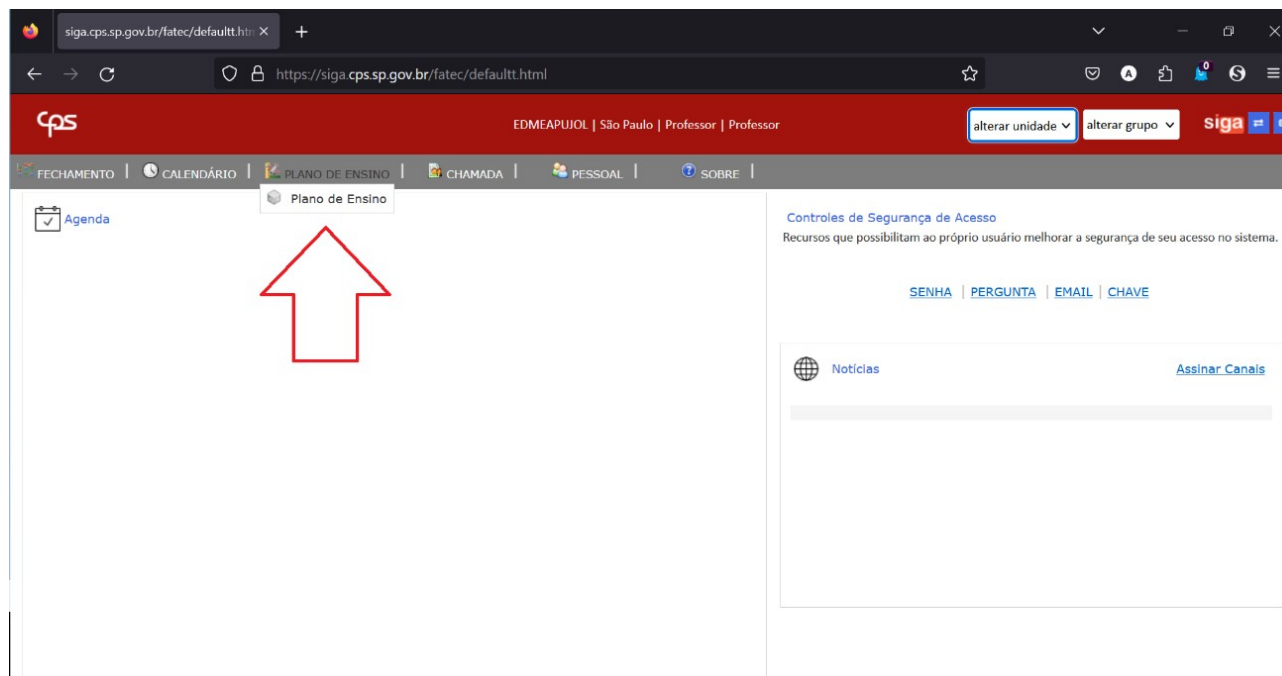 siga.cps.sp.gov.br/fatec/defaultt.htm
https://siga.cps.sp.gov.br/fatec/defaultt.html
cps
EDMEAPUJOL | São Paulo | Professor | Professor
alterar unidade
alterar grupo
siga
FECHAMENTO | CALENDÁRIO | PLANO DE ENSINO | CHAMADA | PESSOAL | SOBRE |
Plano de Ensino
Agenda
Controles de Segurança de Acesso
Recursos que possibilitam ao próprio usuário melhorar a segurança de seu acesso no sistema.
SENHA | PERGUNTA | EMAIL | CHAVE
Notícias
Assinar Canais